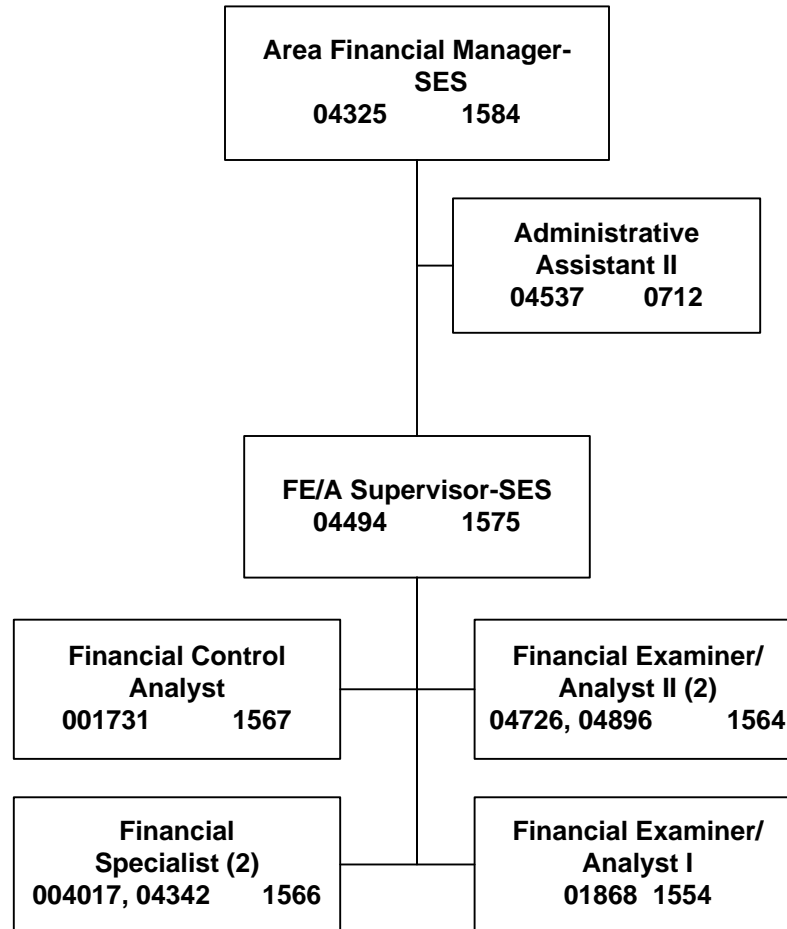 Area Financial Manager-
SES
04325 1584
Administrative
Assistant II
04537 0712
FE/A Supervisor-SES
04494 1575
Financial Control
Analyst
001731 1567
Financial Examiner/
Analyst II (2)
04726, 04896 1564
Financial
Specialist (2)
004017, 04342 1566
Financial Examiner/
Analyst I
01868 1554